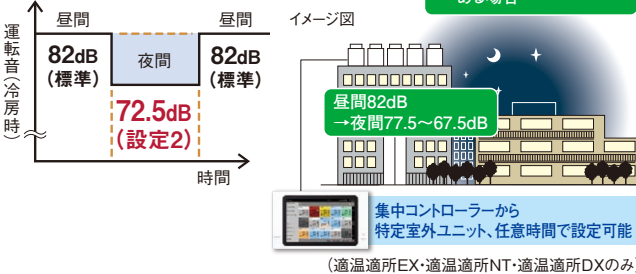 運転音(冷房時)
昼間
82dB
(標準)
夜間
72.5dB
(設定2)
昼間
82dB
(標準)
時間
イメージ図
ある場合
昼間82dB
→夜間77.5～67.5dB
集中コントローラーから
特定室外ユニット、任意時間で設定可能
(適温適所EX・適温適所NT・適温適所DXのみ)